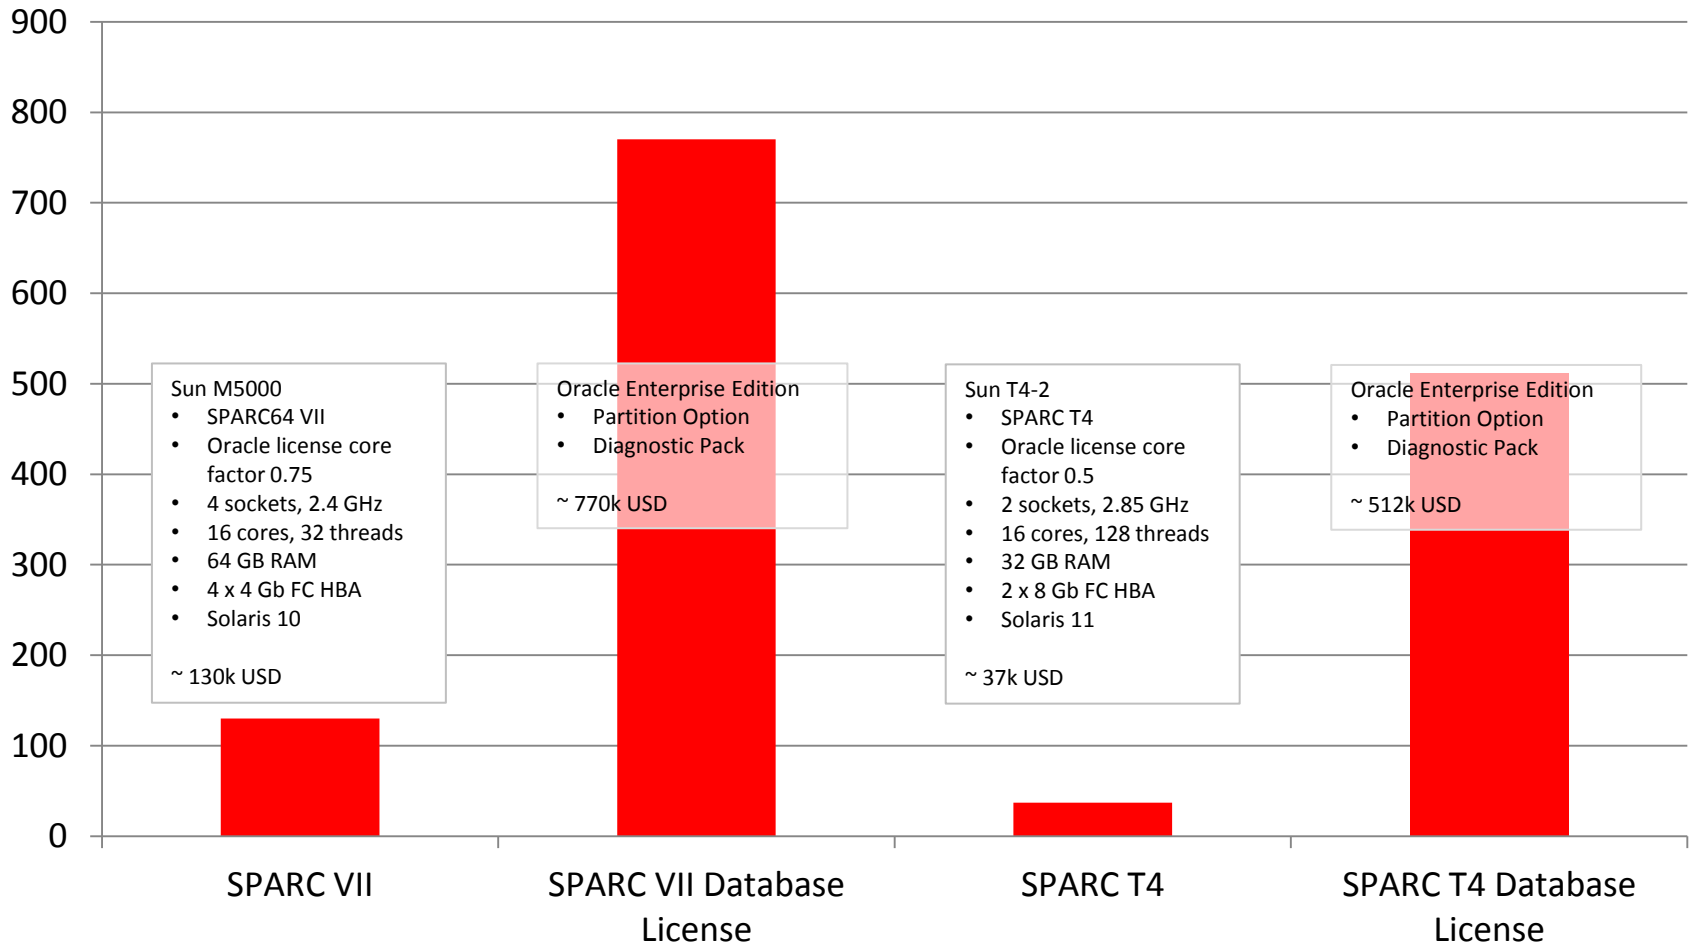 900
800
700
600
500
400
300
200
100
0
Sun M5000
• SPARC64 VII
• Oracle license core
factor 0.75
• 4 sockets, 2.4 GHz
• 16 cores, 32 threads
• 64 GB RAM
• 4 x 4 Gb FC HBA
• Solaris 10
~ 130k USD
Oracle Enterprise Edition
• Partition Option
• Diagnostic Pack
~ 770k USD
Sun T4-2
• SPARC T4
• Oracle license core
factor 0.5
• 2 sockets, 2.85 GHz
• 16 cores, 128 threads
• 32 GB RAM
• 2 x 8 Gb FC HBA
• Solaris 11
~ 37k USD
Oracle Enterprise Edition
• Partition Option
• Diagnostic Pack
~ 512k USD
SPARC VII
SPARC VII Database
License
SPARC T4
SPARC T4 Database
License